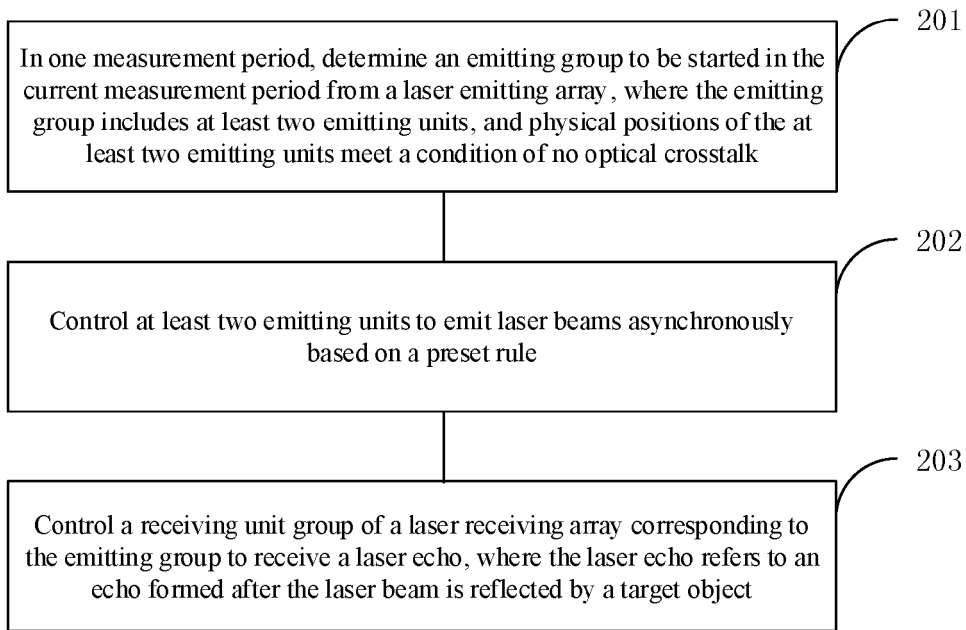 201
In one measurement period, determine an emitting group to be started in the
current measurement period from a laser emitting array, where the emitting
group includes at least two emitting units, and physical positions of the at
least two emitting units meet a condition of no optical crosstalk
202
Control at least two emitting units to emit laser beams asynchronously
based on a preset rule
203
Control a receiving unit group of a laser receiving array corresponding to
the emitting group to receive a laser echo, where the laser echo refers to an
echo formed after the laser beam is reflected by a target object